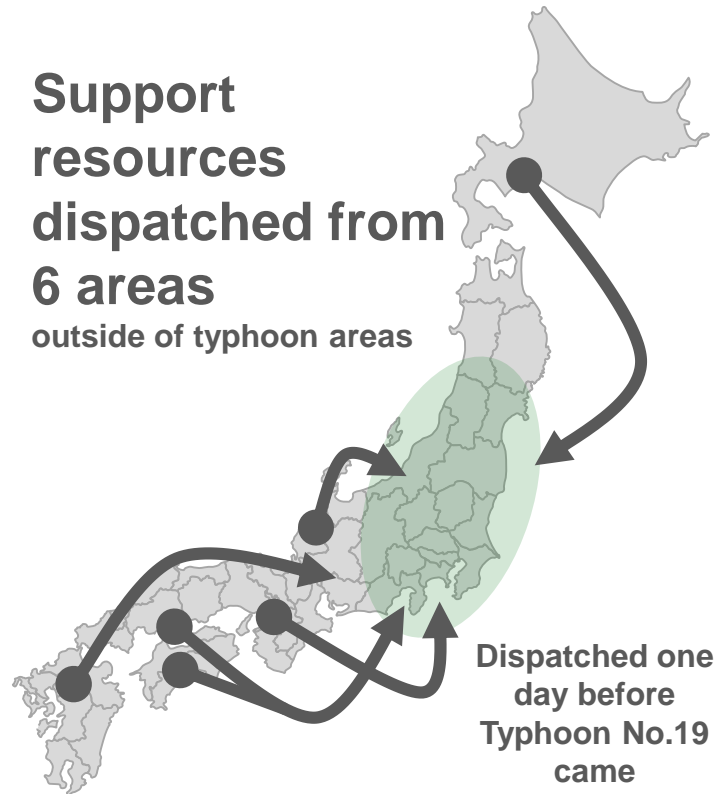 Support
resources
dispatched from
6 areas
outside of typhoon areas
Dispatched one
day before
Typhoon No.19
came